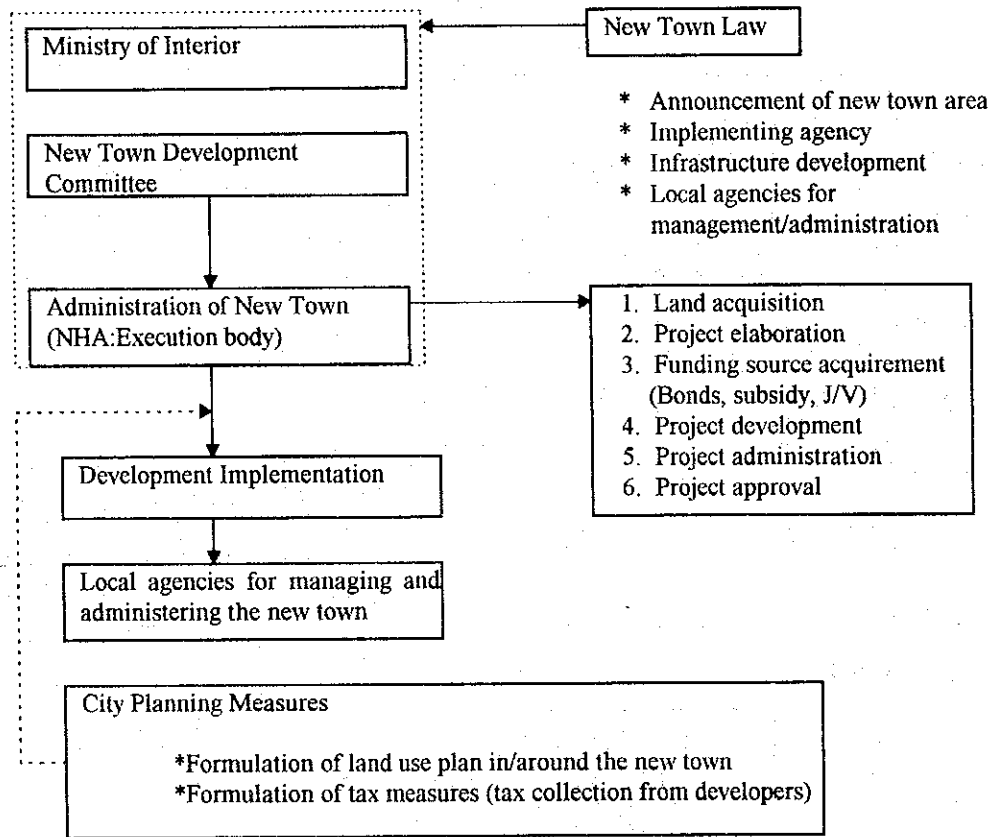 Ministry of Interior
New Town Law
* Announcement of new town area
* Implementing agency
* Infrastructure development
* Local agencies for
management/administration
New Town Development
Committee
Administration of New Town
(NHA:Execution body)
1. Land acquisition
2. Project elaboration
3. Funding source acquirement
(Bonds, subsidy, J/V)
4. Project development
5. Project administration
6. Project approval
Development Implementation
Local agencies for managing and
administering the new town
City Planning Measures
*Formulation of land use plan in/around the new town
*Formulation of tax measures (tax collection from developers)